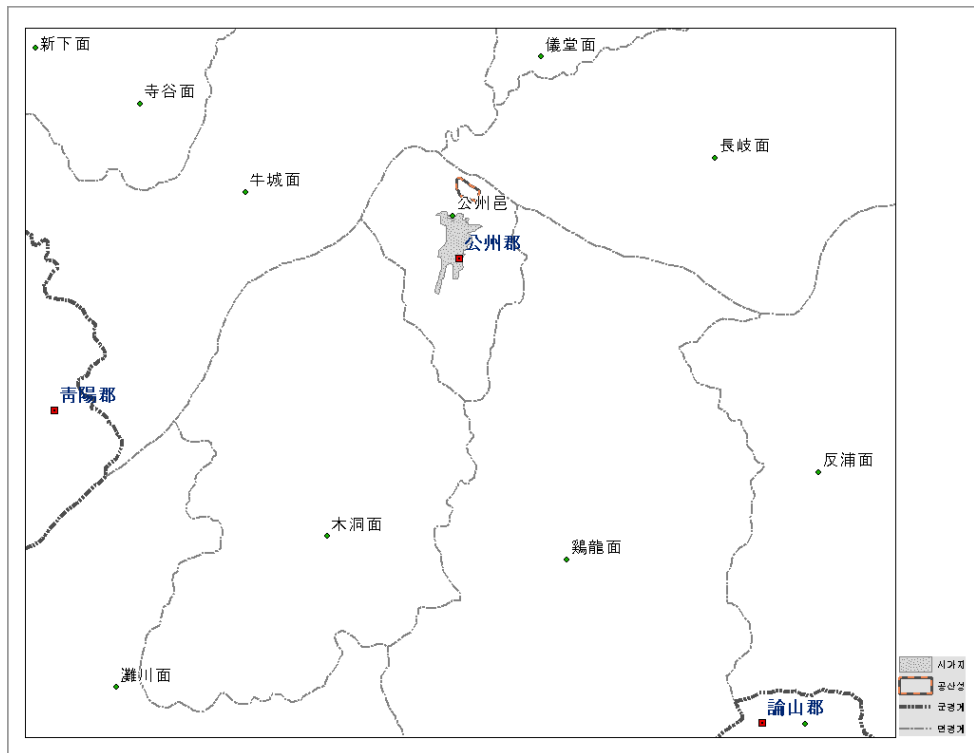 新下面
儀堂面
寺谷面
長岐面
牛城面
公州邑
公州郡
靑陽郡
反浦面
木洞面
鷄龍面
灘川面
論山郡
시가지
공산성
군경계
면경계